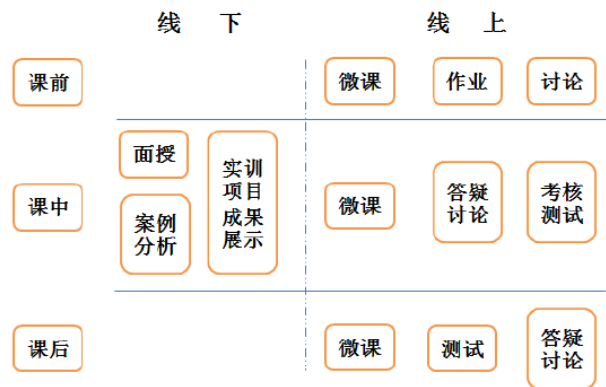 线 下
线 上
课前
微课
作业
讨论
课中
面授
案例
分析
实训
项目
成果
展示
微课
答疑
讨论
考核
测试
课后
微课
测试
答疑
讨论